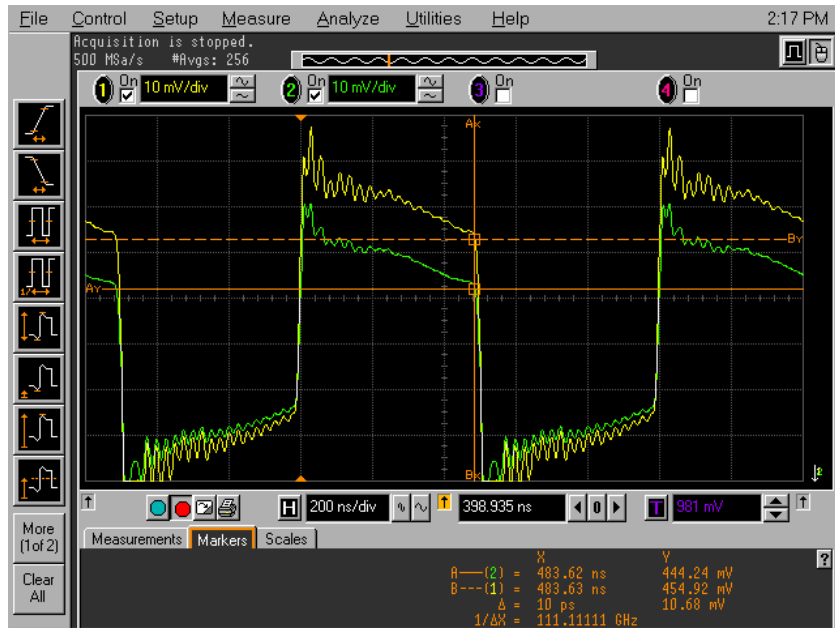 File Control Setup Measure Analyze Utilities Help 2:17 PM
Acquisition is stopped.
500 MSa/s #Avgs: 256
1 On 10 mV/div 2 On 10 mV/div 3 On 4 On
Ax
By
Ay
Bx
2
More
(1of 2)
Clear
All
H 200 ns/div 398.935 ns 0 T 981 mV
Measurements Markers Scales
?
X Y
A——(2) = 483.62 ns 444.24 mV
B---(1) = 483.63 ns 454.92 mV
Δ = 10 ps 10.68 mV
1/ΔX = 111.11111 GHz